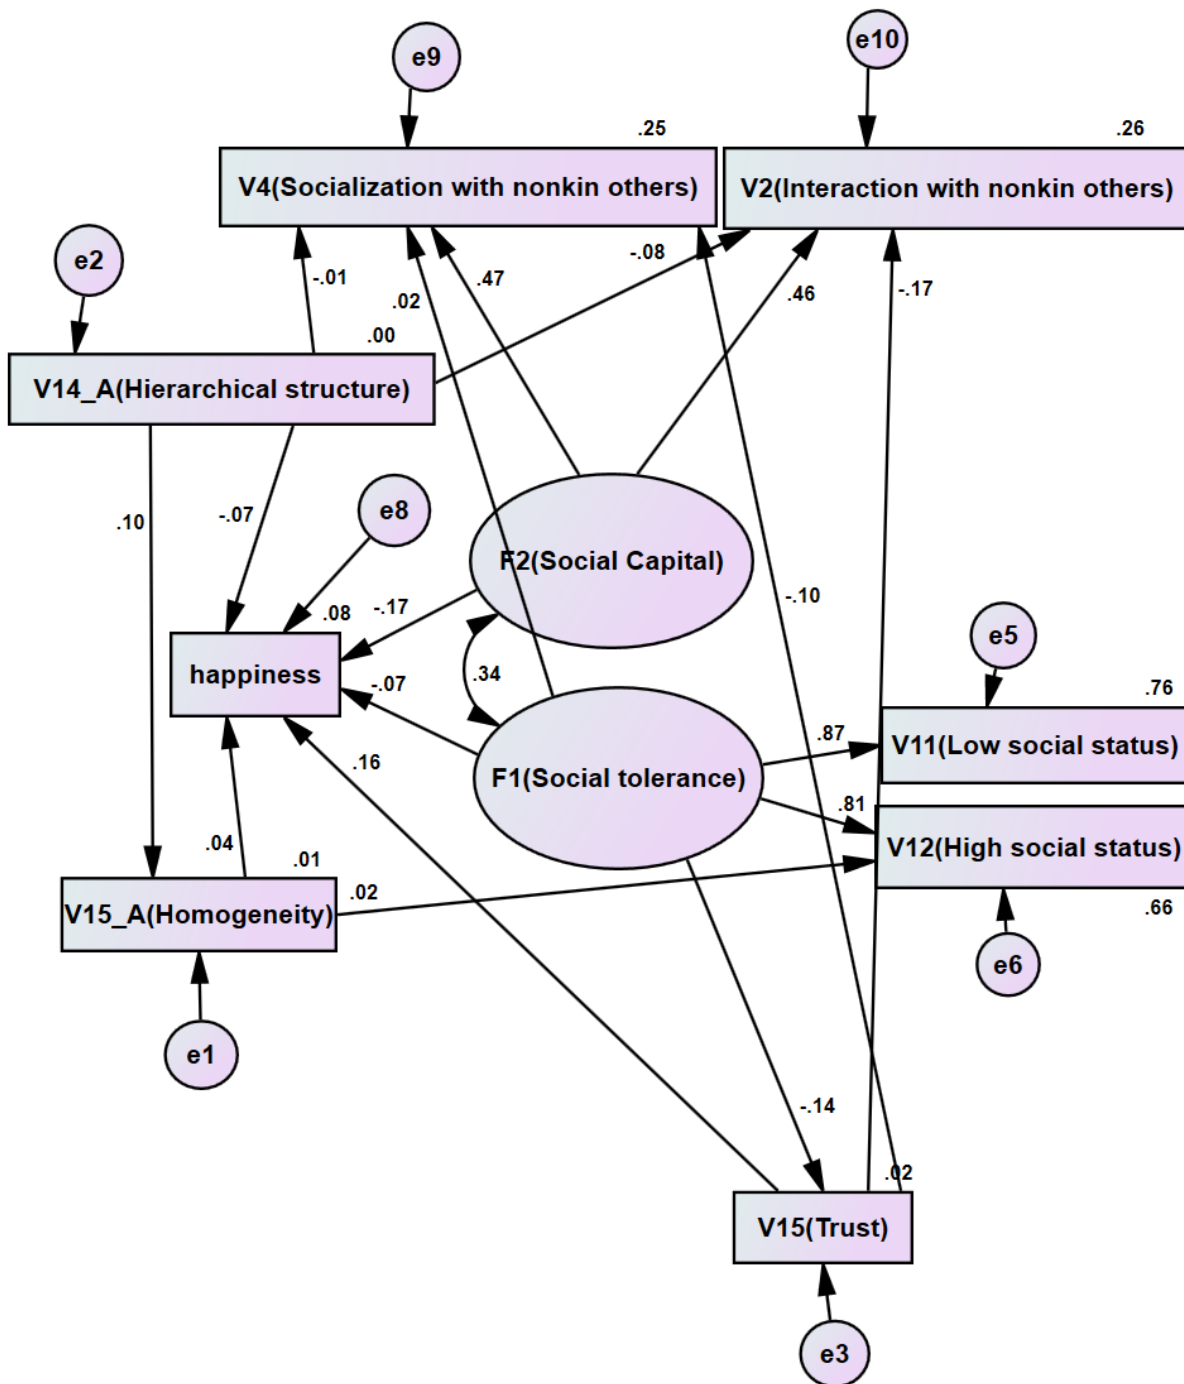 e9
e10
.25
.26
V4(Socialization with nonkin others)
V2(Interaction with nonkin others)
e2
-.01
.02
.47
-.08
.46
-.17
.00
V14_A(Hierarchical structure)
.10
-.07
e8
F2(Social Capital)
.08
-.17
-.10
e5
happiness
-.07
.34
.76
.87
V11(Low social status)
.16
F1(Social tolerance)
.81
.04
.01
V12(High social status)
.02
V15_A(Homogeneity)
.66
e6
e1
-.14
.02
V15(Trust)
e3